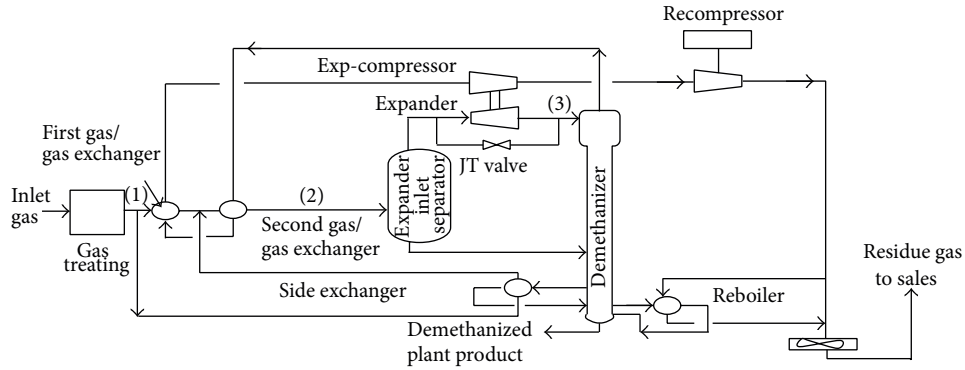 Recompressor
Exp-compressor
Expander
(3)
First gas/
gas exchanger
JT valve
Inlet
gas
(1)
(2)
Expander
inlet
separator
Second gas/
gas exchanger
Gas
treating
Demethanizer
Residue gas
to sales
Side exchanger
Reboiler
Demethanized
plant product